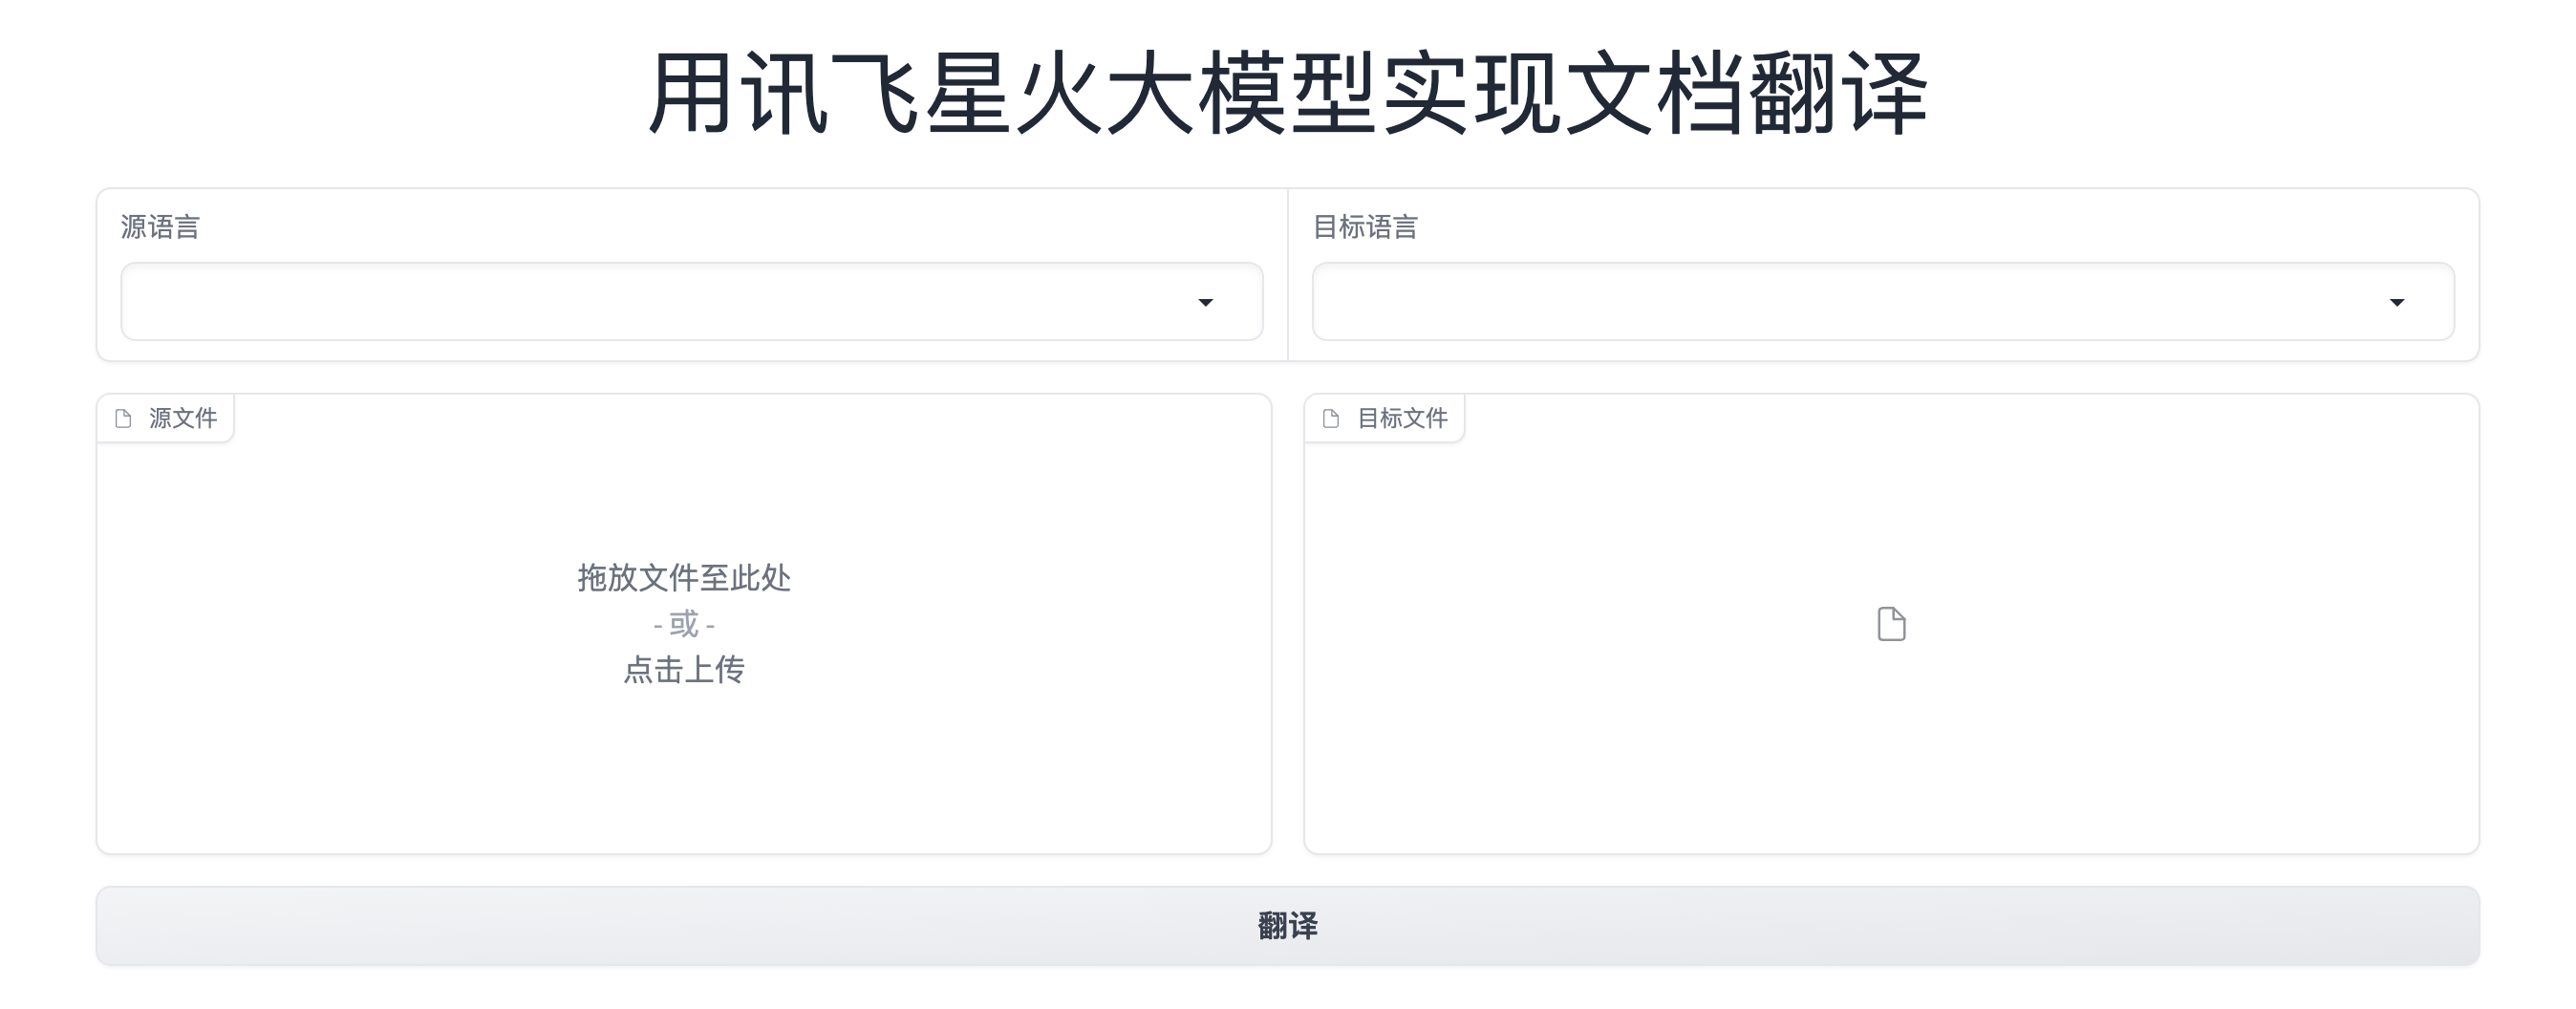 用讯飞星火大模型实现文档翻译
源语言
目标语言
源文件
目标文件
拖放文件至此处
- 或 -
点击上传
翻译